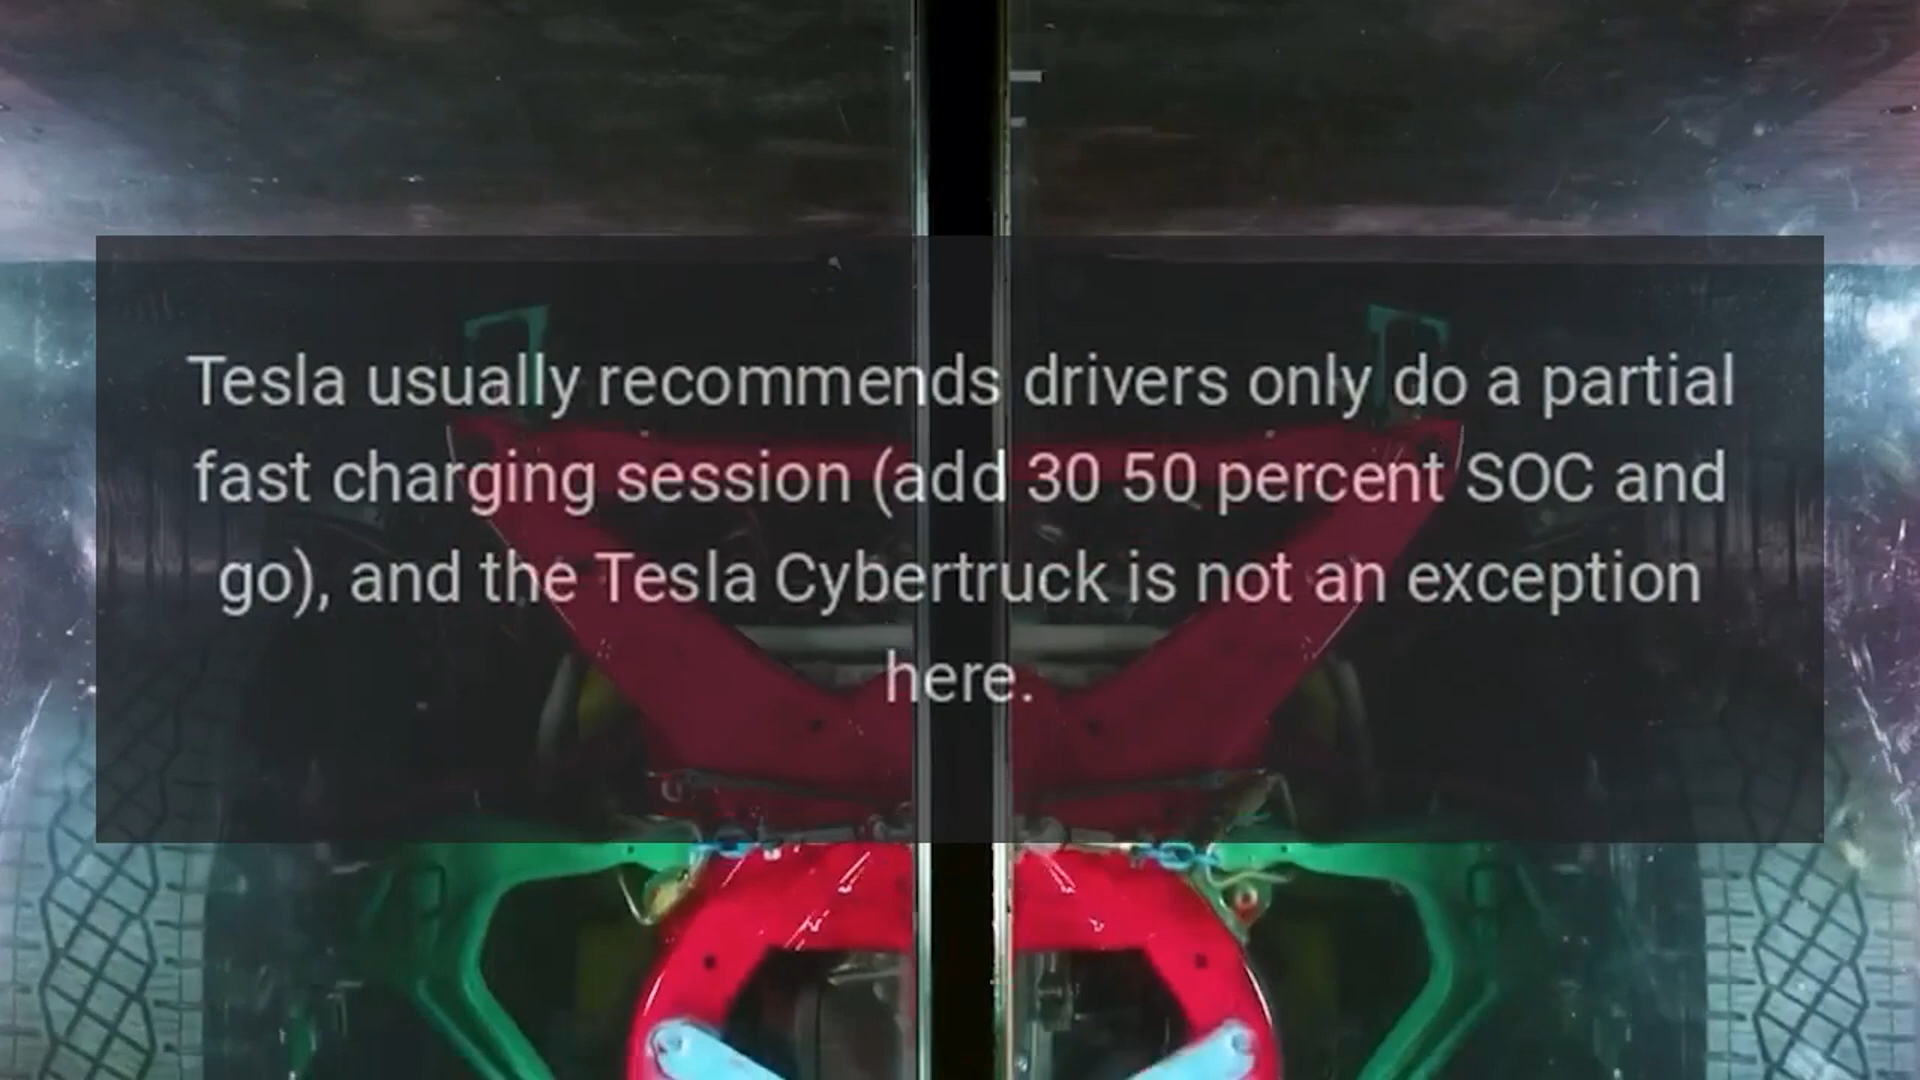 Tesla usually recommends drivers only do a partial
fast charging session (add 30 50 percent SOC and
go), and the Tesla Cybertruck is not an exception
here.